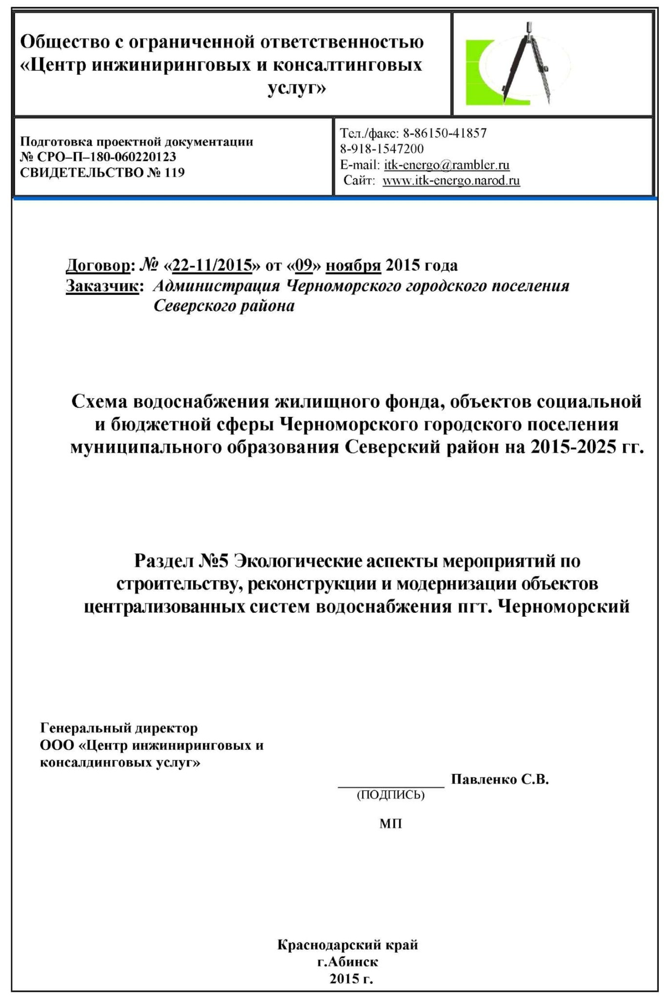 Общество с ограниченной ответственностью
«Центр инжиниринговых и консалтинговых
услуг»
Подготовка проектной документации
№ СРО–П–180-060220123
СВИДЕТЕЛЬСТВО № 119
Тел./факс: 8-86150-41857
8-918-1547200
E-mail: itk-energo@rambler.ru
Сайт: www.itk-energo.narod.ru
Договор: № «22-11/2015» от «09» ноября 2015 года
Заказчик: Администрация Черноморского городского поселения
Северского района
Схема водоснабжения жилищного фонда, объектов социальной
и бюджетной сферы Черноморского городского поселения
муниципального образования Северский район на 2015-2025 гг.
Раздел №5 Экологические аспекты мероприятий по
строительству, реконструкции и модернизации объектов
централизованных систем водоснабжения пгт. Черноморский
Генеральный директор
ООО «Центр инжиниринговых и
консалдинговых услуг»
Павленко С.В.
(ПОДПИСЬ)
МП
Краснодарский край
г.Абинск
2015 г.